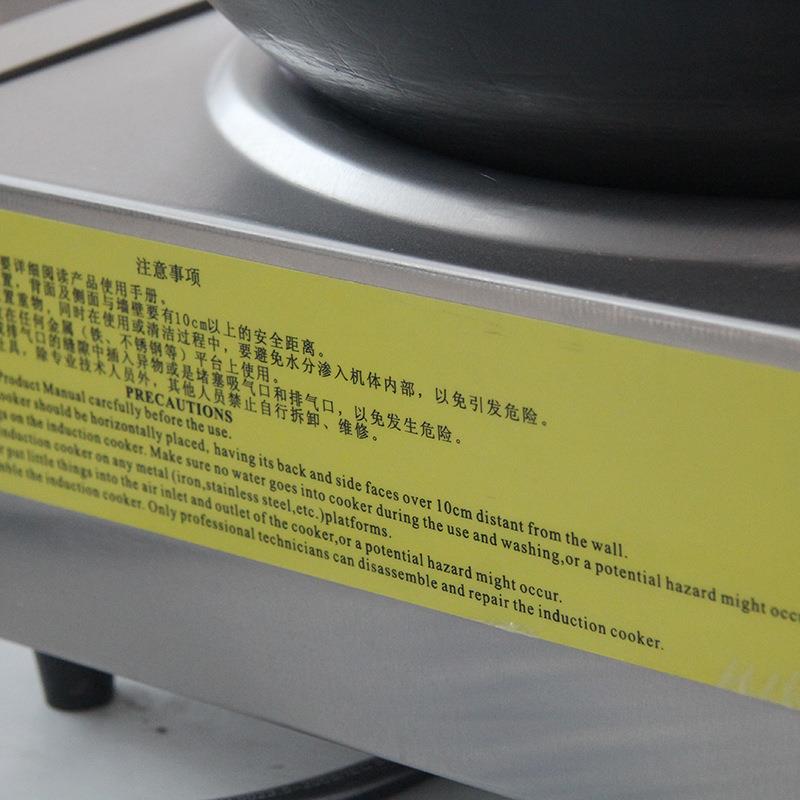 注意事项
要详细阅读产品使用手册。
置，背面及侧面与墙壁要有10cm以上的安全距离。
置重物，同时在使用或清洁过程中，要避免水分渗入机体内部，以免引发危险。
在任何金属（铁、不锈钢等）平台上使用。
排气口的缝隙中插入异物或是堵塞吸气口和排气口，以免发生危险。
具，除专业技术人员外，其他人员禁止自行拆卸、维修。
PRECAUTIONS
Product Manual carefully before the use.
ooker should be horizontally placed, having its back and side faces over 10cm distant from the wall.
gs on the induction cooker. Make sure no water goes into cooker during the use and washing,or a potential hazard might occu
induction cooker on any metal (iron,stainless steel,etc.)platforms.
r put little things into the air inlet and outlet of the cooker,or a potential hazard might occur.
mble the induction cooker. Only professional technicians can disassemble and repair the induction cooker.